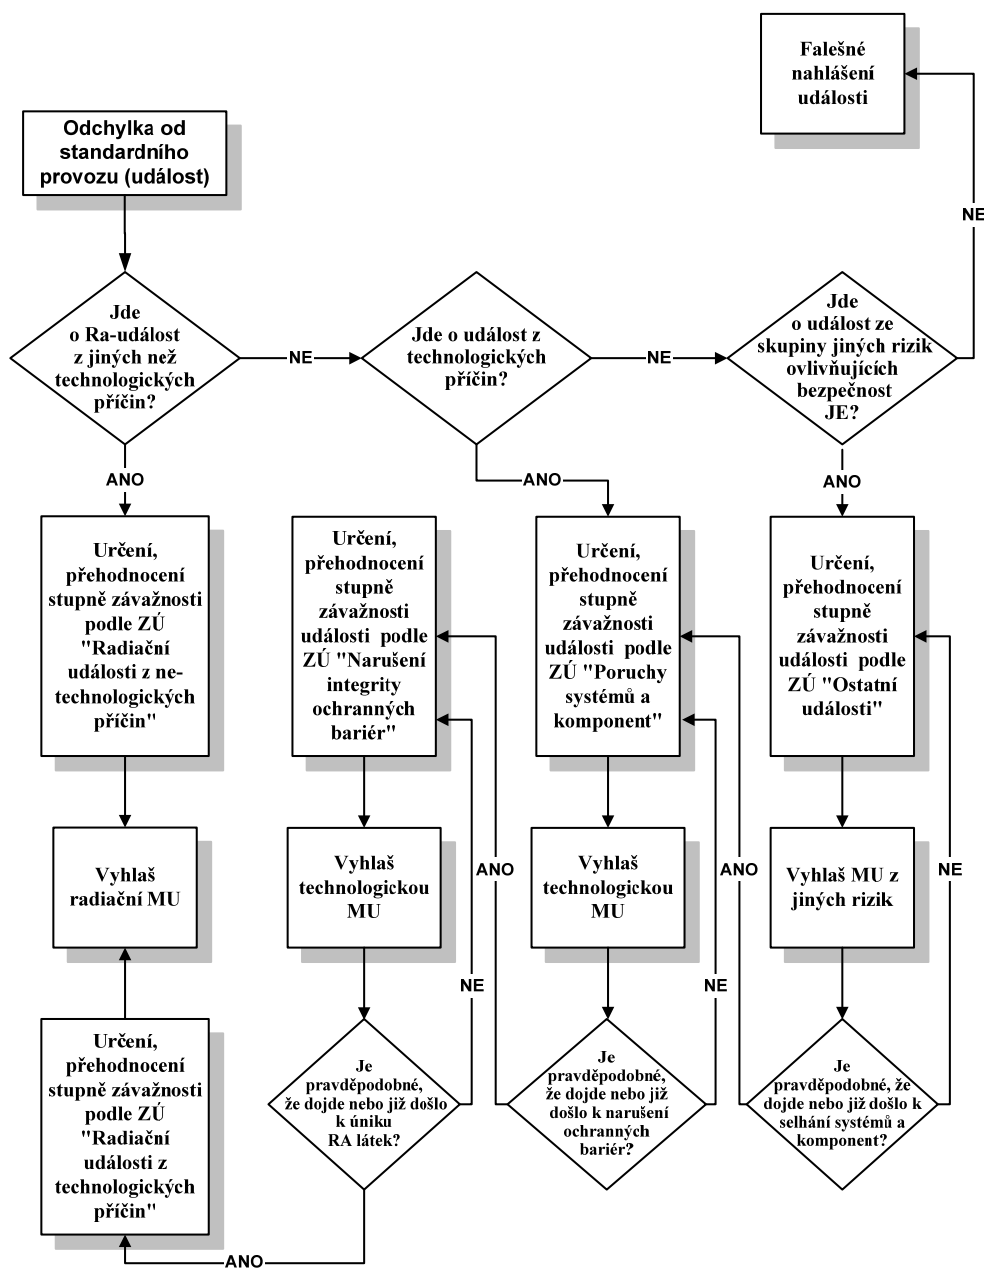 Falešné
nahlášení
události
Odchylka od
standardního
provozu (událost)
NE
Jde
o Ra-událost
z jiných než
technologických
příčin?
NE
Jde o událost z
technologických
příčin?
NE
Jde
o událost ze
skupiny jiných rizik
ovlivňujících
bezpečnost
JE?
ANO
ANO
ANO
Určení,
přehodnocení
stupně závažnosti
podle ZÚ
"Radiační
události z ne-
technologických
příčin"
Určení,
přehodnocení
stupně
závažnosti
události podle
ZÚ "Narušení
integrity
ochranných
bariér"
Určení,
přehodnocení
stupně
závažnosti
události podle
ZÚ "Poruchy
systémů a
komponent"
Určení,
přehodnocení
stupně
závažnosti
události podle
ZÚ "Ostatní
události"
Vyhlaš
radiační MU
Vyhlaš
technologickou
MU
ANO
Vyhlaš
technologickou
MU
ANO
Vyhlaš MU z
jiných rizik
NE
NE
NE
Určení,
přehodnocení
stupně závažnosti
podle ZÚ
"Radiační
události z
technologických
příčin"
Je
pravděpodobné,
že dojde nebo již došlo
k úniku
RA látek?
Je
pravděpodobné,
že dojde nebo již
došlo k narušení
ochranných
bariér?
Je
pravděpodobné, že
dojde nebo již došlo k
selhání systémů a
komponent?
ANO